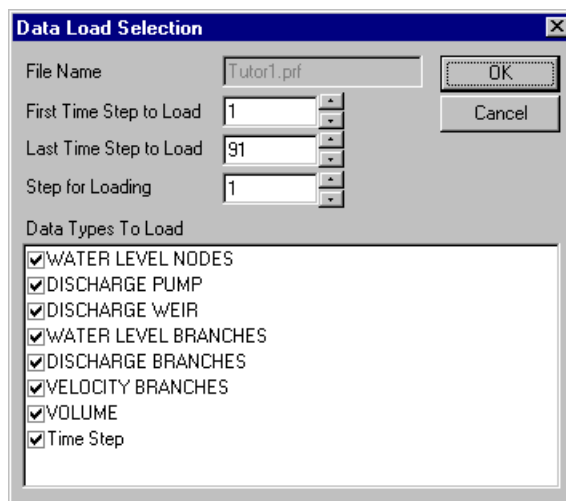 Data Load Selection
File Name Tutor1.prf OK
First Time Step to Load 1 Cancel
Last Time Step to Load 91
Step for Loading 1
Data Types To Load
WATER LEVEL NODES
DISCHARGE PUMP
DISCHARGE WEIR
WATER LEVEL BRANCHES
DISCHARGE BRANCHES
VELOCITY BRANCHES
VOLUME
Time Step